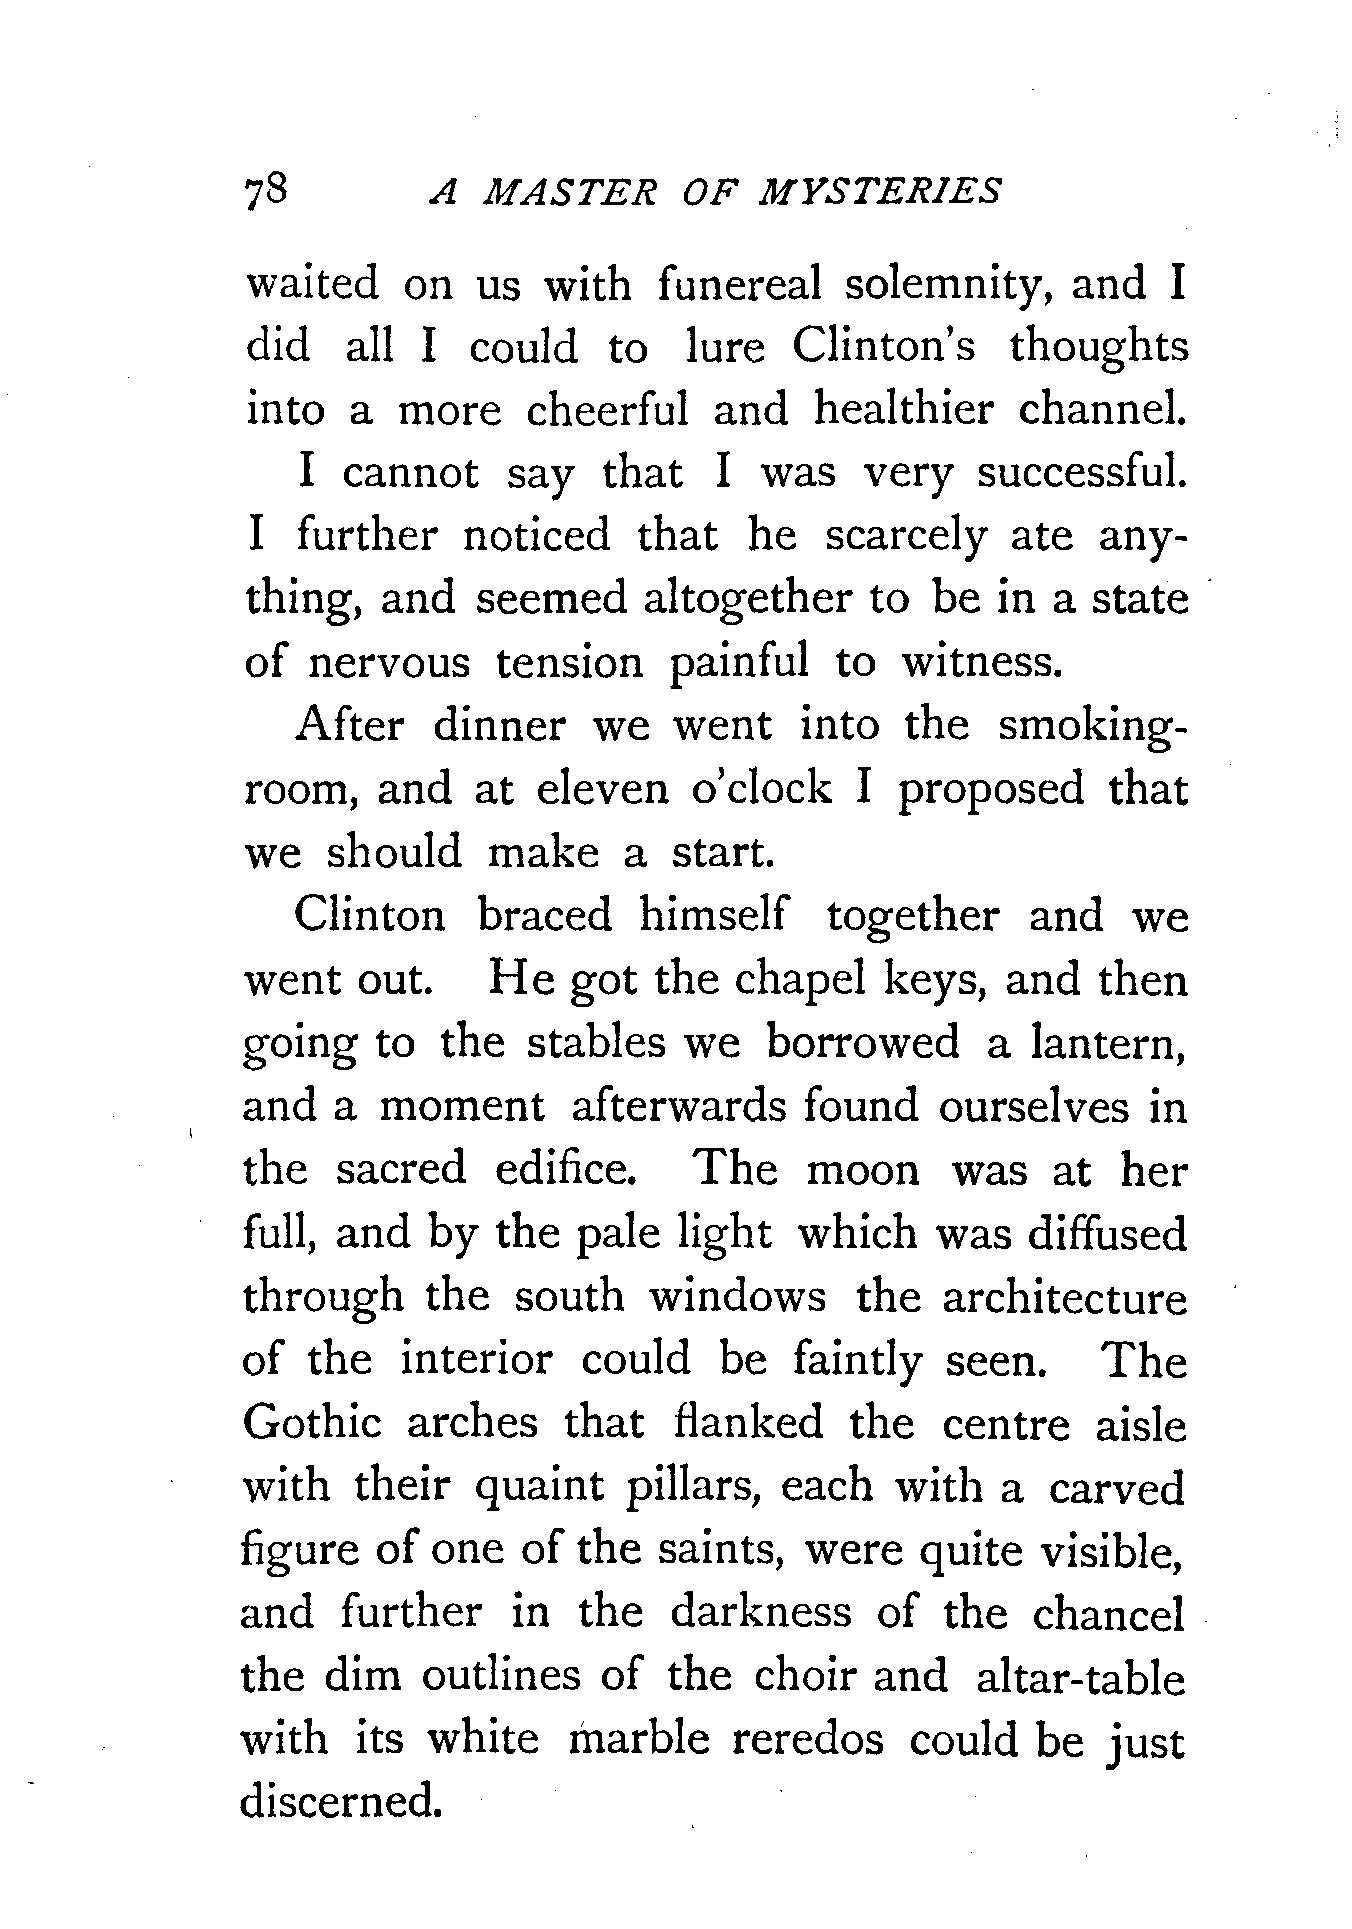 78 A MASTER OF MYSTERIES
waited on us with funereal solemnity, and I
did all I could to lure Clinton's thoughts
into a more cheerful and healthier channel.
I cannot say that I was very successful.
I further noticed that he scarcely ate any-
thing, and seemed altogether to be in a state
of nervous tension painful to witness.
After dinner we went into the smoking-
room, and at eleven o'clock I proposed that
we should make a start.
Clinton braced himself together and we
went out. He got the chapel keys, and then
going to the stables we borrowed a lantern,
and a moment afterwards found ourselves in
the sacred edifice. The moon was at her
full, and by the pale light which was diffused
through the south windows the architecture
of the interior could be faintly seen. The
Gothic arches that flanked the centre aisle
with their quaint pillars, each with a carved
figure of one of the saints, were quite visible,
and further in the darkness of the chancel
the dim outlines of the choir and altar-table
with its white marble reredos could be just
discerned.